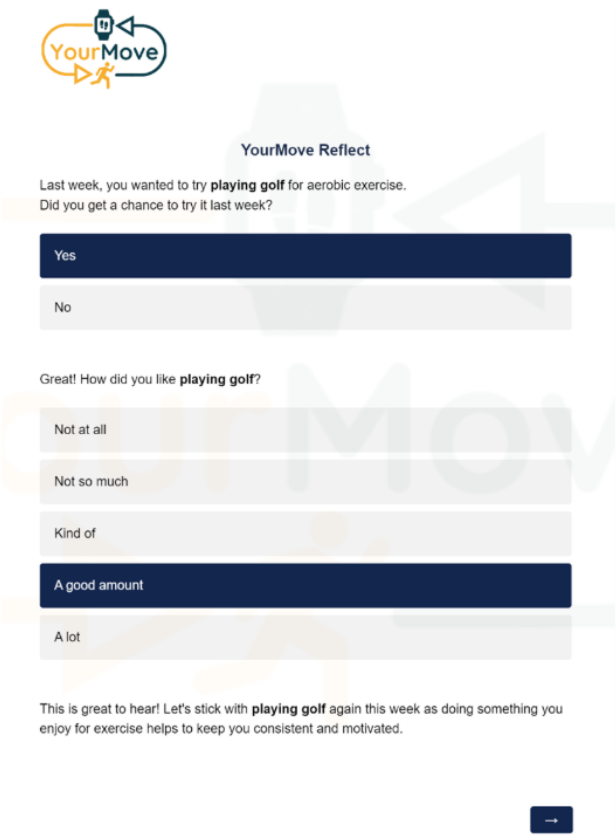 YourMove
YourMove Reflect
Last week, you wanted to try playing golf for aerobic exercise.
Did you get a chance to try it last week?
Yes
No
Great! How did you like playing golf?
Not at all
Not so much
Kind of
A good amount
A lot
This is great to hear! Let's stick with playing golf again this week as doing something you
enjoy for exercise helps to keep you consistent and motivated.
→